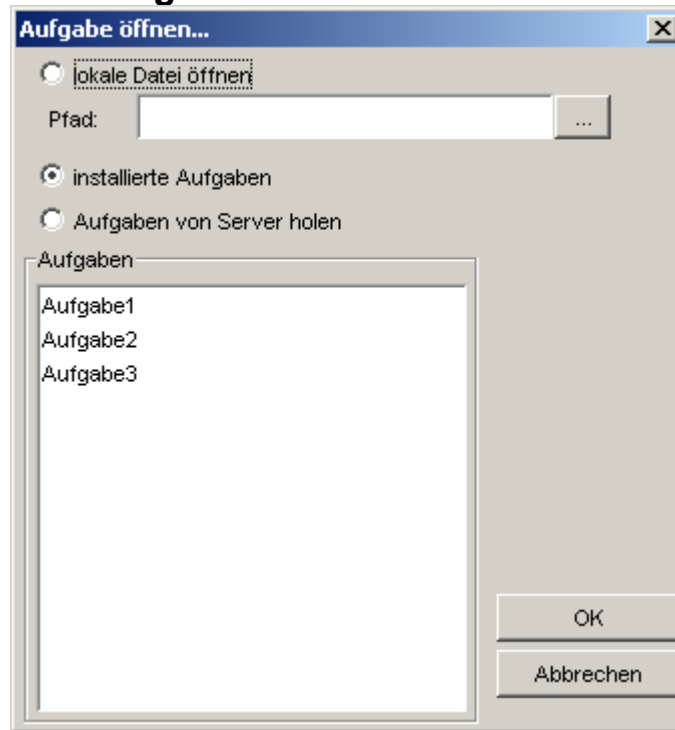 Aufgabe öffnen...
lokale Datei öffnen
Pfad: ...
installierte Aufgaben
Aufgaben von Server holen
Aufgaben
Aufgabe1
Aufgabe2
Aufgabe3
OK
Abbrechen